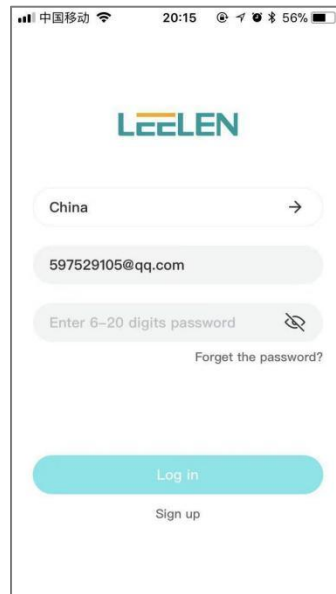 中国移动 20:15 56%
LEELEN
China
597529105@qq.com
Enter 6-20 digits password
Forget the password?
Log in
Sign up